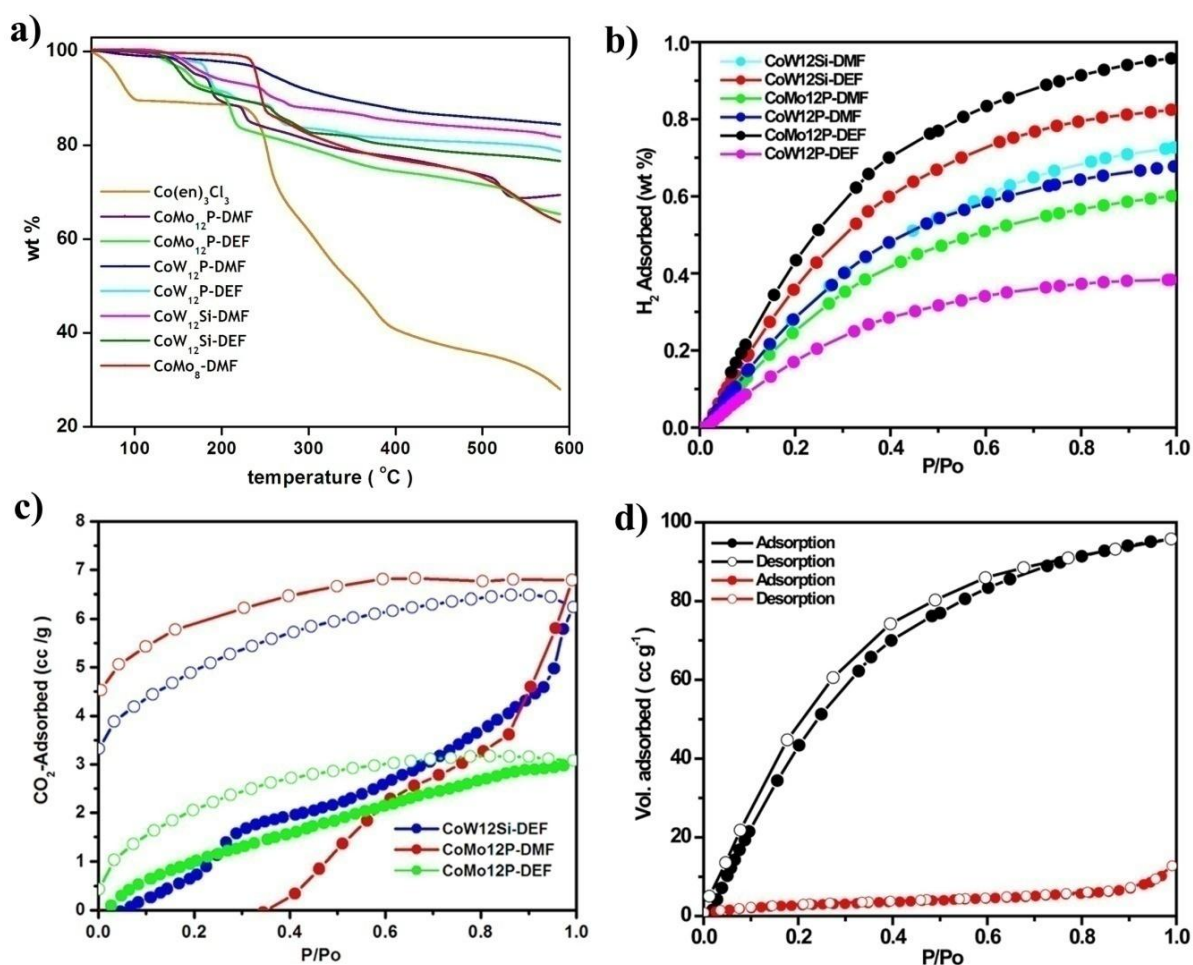 a)
wt %
100
80
60
40
20
Co(en)₃Cl₃
CoMo₁₂P-DMF
CoMo₁₂P-DEF
CoW₁₂P-DMF
CoW₁₂P-DEF
CoW₁₂Si-DMF
CoW₁₂Si-DEF
CoMo₈-DMF
100 200 300 400 500 600
temperature ( °C )
b)
H₂ Adsorbed (wt %)
1.0
0.8
0.6
0.4
0.2
0.0
CoW12Si-DMF
CoW12Si-DEF
CoMo12P-DMF
CoW12P-DMF
CoMo12P-DEF
CoW12P-DEF
0.0 0.2 0.4 0.6 0.8 1.0
P/Po
c)
CO₂-Adsorbed (cc /g)
8
7
6
5
4
3
2
1
0
CoW12Si-DEF
CoMo12P-DMF
CoMo12P-DEF
0.0 0.2 0.4 0.6 0.8 1.0
P/Po
d)
Vol. adsorbed ( cc g⁻¹)
100
80
60
40
20
0
Adsorption
Desorption
Adsorption
Desorption
0.0 0.2 0.4 0.6 0.8 1.0
P/Po